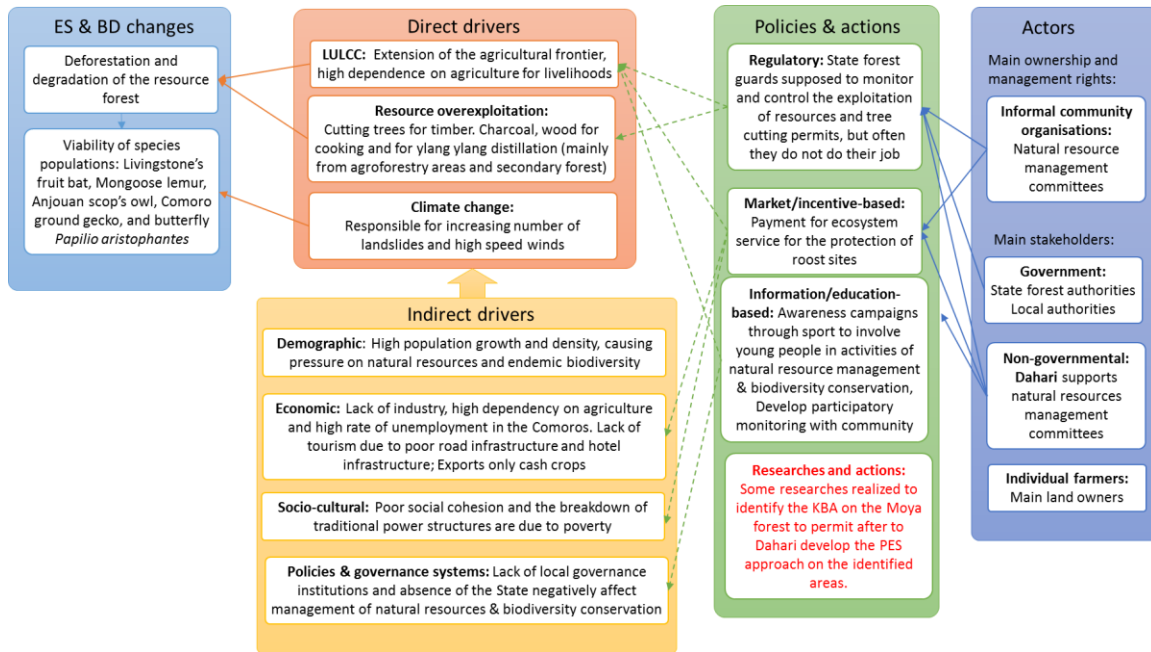 ES & BD changes
Deforestation and
degradation of the resource
forest
Viability of species
populations: Livingstone's
fruit bat, Mongoose lemur,
Anjouan scop's owl, Comoro
ground gecko, and butterfly
Papilio aristophantes
Direct drivers
LULCC: Extension of the agricultural frontier,
high dependence on agriculture for livelihoods
Resource overexploitation:
Cutting trees for timber. Charcoal, wood for
cooking and for ylang ylang distillation (mainly
from agroforestry areas and secondary forest)
Climate change:
Responsible for increasing number of
landslides and high speed winds
Indirect drivers
Demographic: High population growth and density, causing
pressure on natural resources and endemic biodiversity
Economic: Lack of industry, high dependency on agriculture
and high rate of unemployment in the Comoros. Lack of
tourism due to poor road infrastructure and hotel
infrastructure; Exports only cash crops
Socio-cultural: Poor social cohesion and the breakdown of
traditional power structures are due to poverty
Policies & governance systems: Lack of local governance
institutions and absence of the State negatively affect
management of natural resources & biodiversity conservation
Policies & actions
Regulatory: State forest
guards supposed to monitor
and control the exploitation
of resources and tree
cutting permits, but often
they do not do their job
Market/incentive-based:
Payment for ecosystem
service for the protection of
roost sites
Information/education-
based: Awareness campaigns
through sport to involve
young people in activities of
natural resource management
& biodiversity conservation,
Develop participatory
monitoring with community
Researches and actions:
Some researches realized to
identify the KBA on the Moya
forest to permit after to
Dahari develop the PES
approach on the identified
areas.
Actors
Main ownership and
management rights:
Informal community
organisations:
Natural resource
management
committees
Main stakeholders:
Government:
State forest authorities
Local authorities
Non-governmental:
Dahari supports
natural resources
management
committees
Individual farmers:
Main land owners